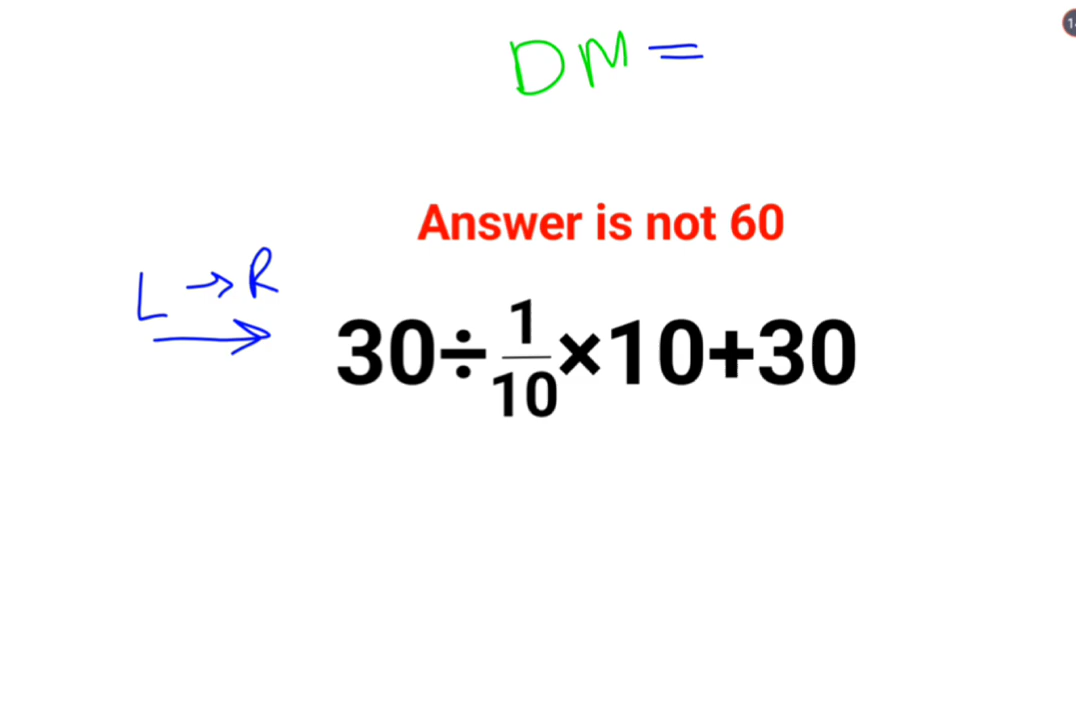 DM =
Answer is not 60
L → R
30÷1/10×10+30